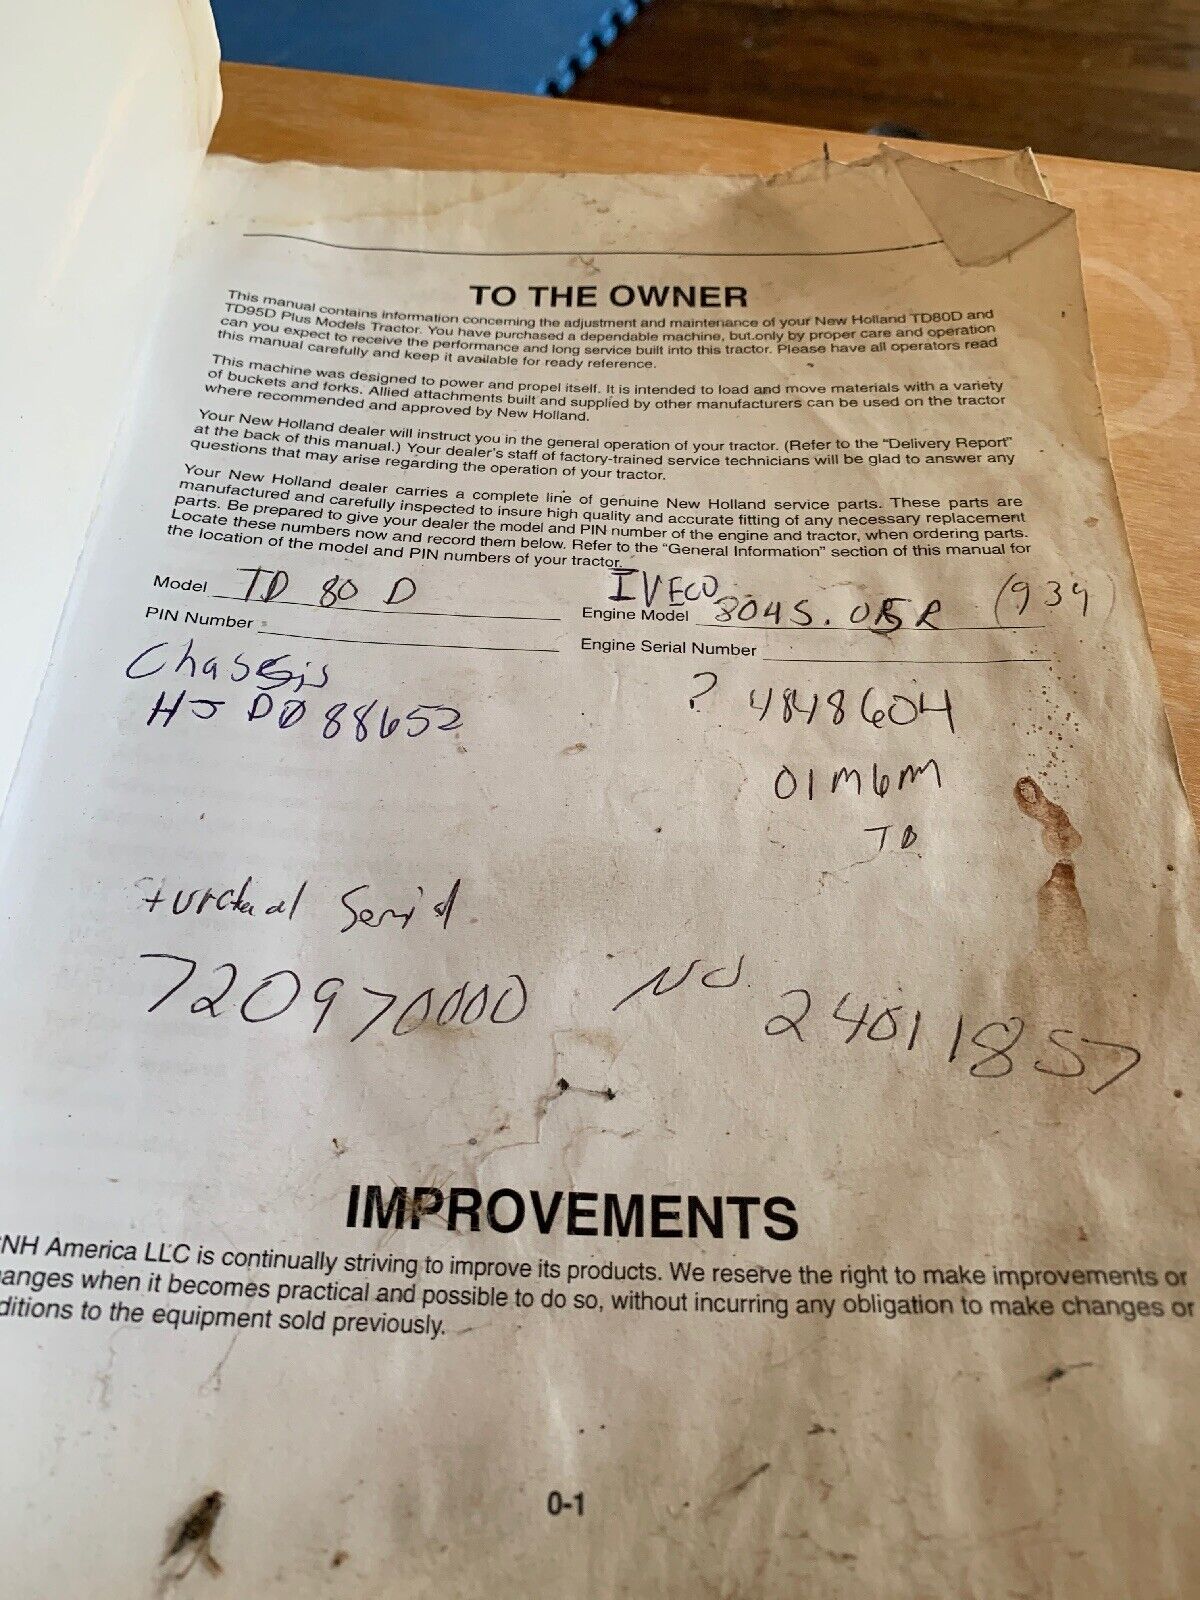 TO THE OWNER
This manual contains information concerning the adjustment and maintenance of your New Holland TD80D and
TD95D Plus Models Tractor. You have purchased a dependable machine, but only by proper care and operation
can you expect to receive the performance and long service built into this tractor. Please have all operators read
this manual carefully and keep it available for ready reference.
This machine was designed to power and propel itself. It is intended to load and move materials with a variety
of buckets and forks. Allied attachments built and supplied by other manufacturers can be used on the tractor
where recommended and approved by New Holland.
Your New Holland dealer will instruct you in the general operation of your tractor. (Refer to the "Delivery Report"
at the back of this manual.) Your dealer's staff of factory-trained service technicians will be glad to answer any
questions that may arise regarding the operation of your tractor.
Your New Holland dealer carries a complete line of genuine New Holland service parts. These parts are
manufactured and carefully inspected to insure high quality and accurate fitting of any necessary replacement
parts. Be prepared to give your dealer the model and PIN number of the engine and tractor, when ordering parts.
Locate these numbers now and record them below. Refer to the "General Information" section of this manual for
the location of the model and PIN numbers of your tractor.
Model TD 80 D
IVECO
Engine Model 8045.05R (939)
PIN Number
Engine Serial Number
Chassis
HJD088652
? 4848604
01M6M
TD
Serial
720970000 No. 24011857
IMPROVEMENTS
NH America LLC is continually striving to improve its products. We reserve the right to make improvements or
anges when it becomes practical and possible to do so, without incurring any obligation to make changes or
ditions to the equipment sold previously.
0-1